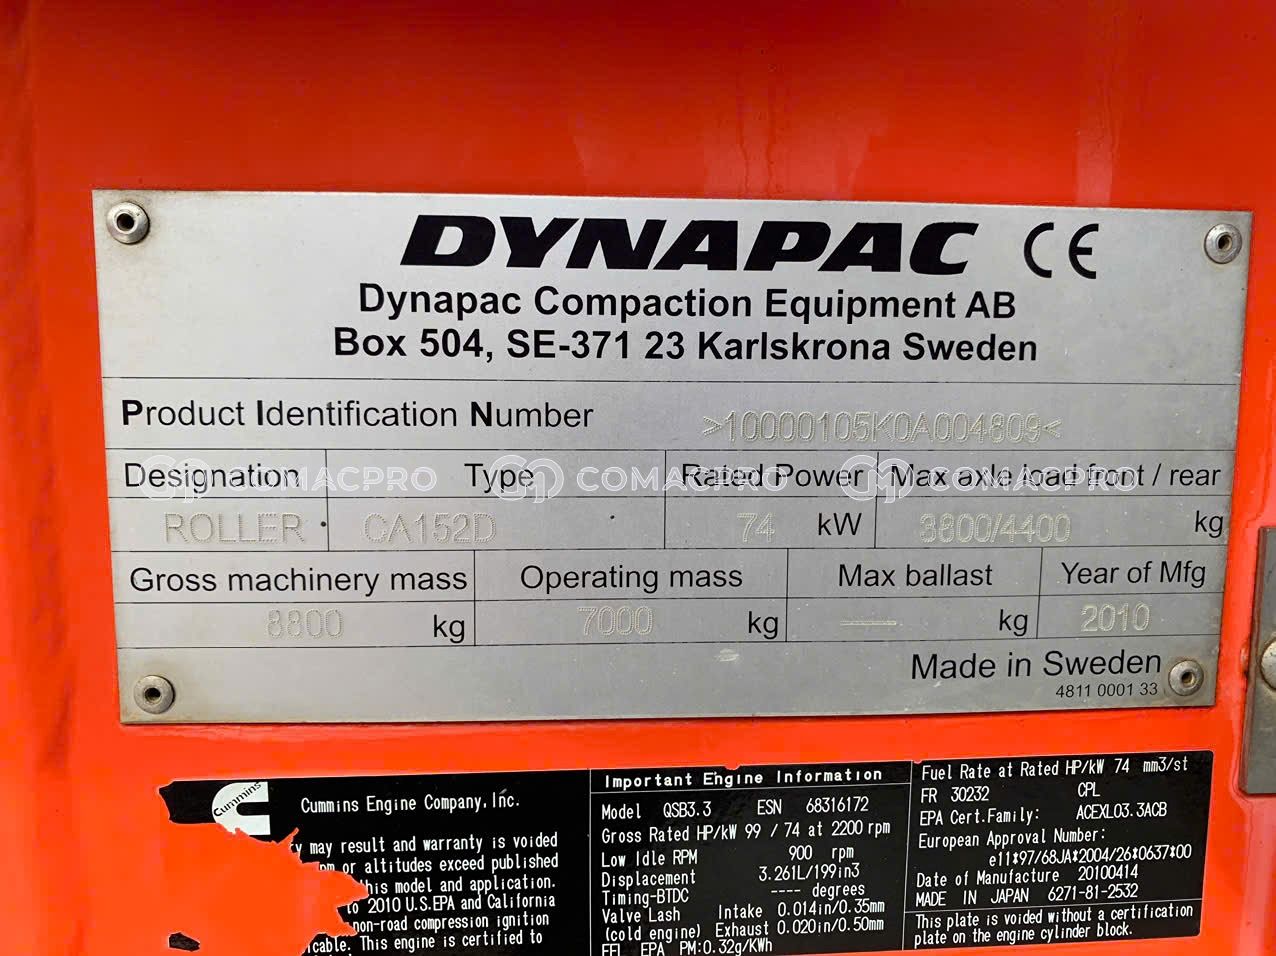 DYNAPAC CE
Dynapac Compaction Equipment AB
Box 504, SE-371 23 Karlskrona Sweden
Product Identification Number >10000105K0A004809<
Designation Type Rated Power Max axle load front / rear
COMACPRO COMACPRO COMACPRO
ROLLER CA152D 74 kW 3800/4400 kg
Gross machinery mass Operating mass Max ballast Year of Mfg
8800 kg 7000 kg —— kg 2010
Made in Sweden
4811 0001 33
Cummins
Cummins Engine Company, Inc.
may result and warranty is voided
or altitudes exceed published
this model and application.
to 2010 U.S.EPA and California
non-road compression ignition
This engine is certified to
Important Engine Information
Model QSB3.3 ESN 68316172
Gross Rated HP/kW 99 / 74 at 2200 rpm
Low Idle RPM 900 rpm
Displacement 3.261L/199in3
Timing-BTDC ---- degrees
Valve Lash Intake 0.014in/0.35mm
(cold engine) Exhaust 0.020in/0.50mm
EPA PM:0.32g/KWh
Fuel Rate at Rated HP/kW 74 mm3/st
FR 30232 CPL
EPA Cert.Family: ACEXL03.3ACB
European Approval Number:
e11*97/68JA*2004/26*0637*00
Date of Manufacture 20100414
MADE IN JAPAN 6271-81-2532
This plate is voided without a certification
plate on the engine cylinder block.